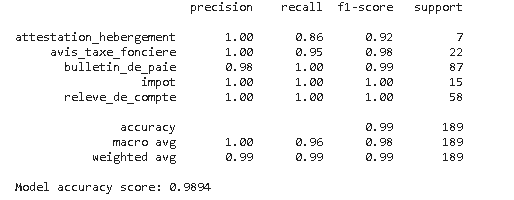 precision recall f1-score support
attestation_hebergement 1.00 0.86 0.92 7
avis_taxe_fonciere 1.00 0.95 0.98 22
bulletin_de_paie 0.98 1.00 0.99 87
impot 1.00 1.00 1.00 15
releve_de_compte 1.00 1.00 1.00 58
accuracy 0.99 189
macro avg 1.00 0.96 0.98 189
weighted avg 0.99 0.99 0.99 189
Model accuracy score: 0.9894